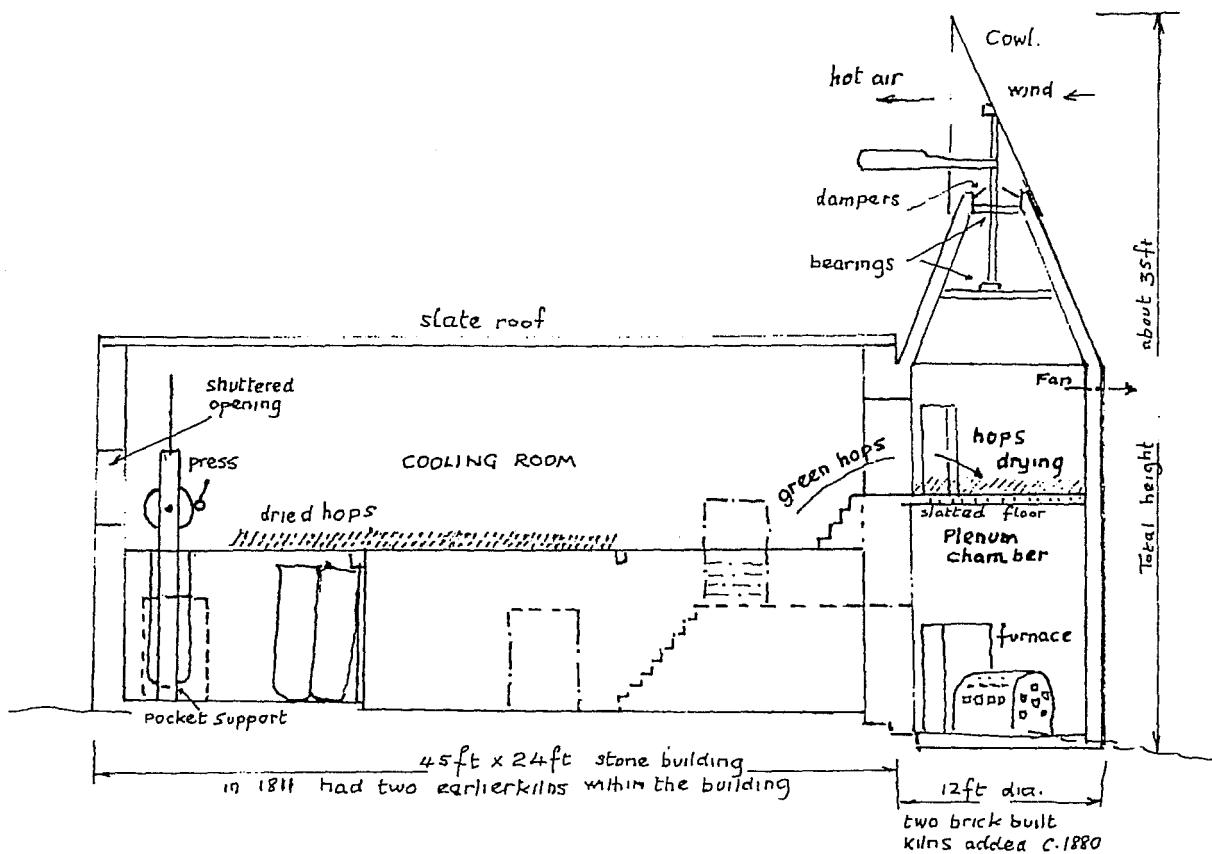 Cowl.
hot air
wind
dampers
bearings
about 35ft
Total height
slate roof
Fan
shuttered
opening
press
COOLING ROOM
green hops
hops
drying
dried hops
slatted floor
Plenum
chamber
furnace
pocket support
45ft x 24ft stone building
in 1811 had two earlier kilns within the building
12ft dia.
two brick built
kilns added C.1880